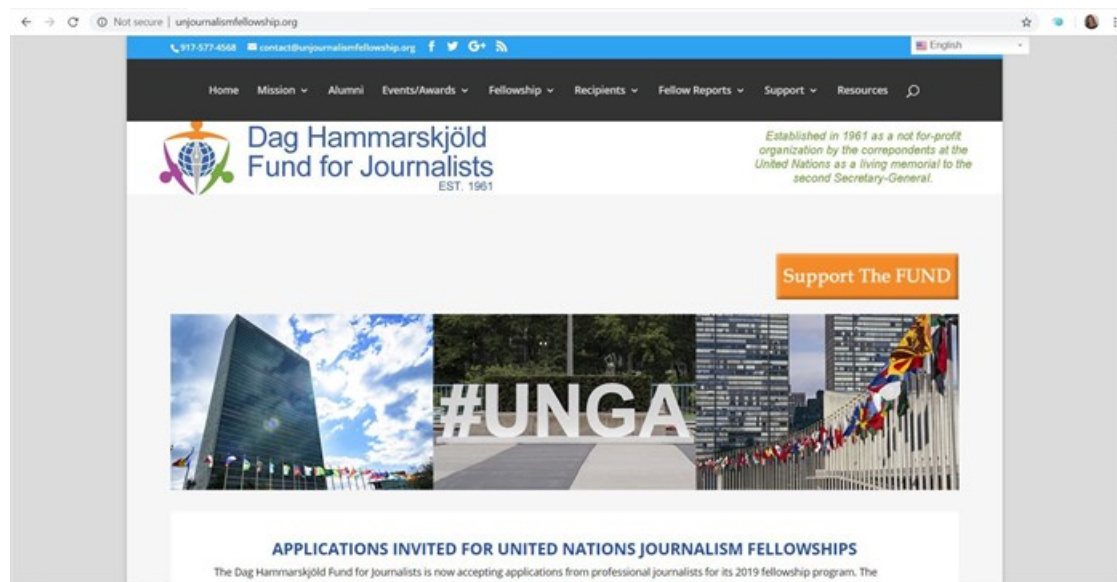 Not secure | unjournalismfellowship.org
917-577-4568 contact@unjournalismfellowship.org f G+ English
Home Mission Alumni Events/Awards Fellowship Recipients Fellow Reports Support Resources
Dag Hammarskjöld
Fund for Journalists
EST. 1961
Established in 1961 as a not for-profit
organization by the correpondents at the
United Nations as a living memorial to the
second Secretary-General.
Support The FUND
#UNGA
APPLICATIONS INVITED FOR UNITED NATIONS JOURNALISM FELLOWSHIPS
The Dag Hammarskjöld Fund for Journalists is now accepting applications from professional journalists for its 2019 fellowship program. The